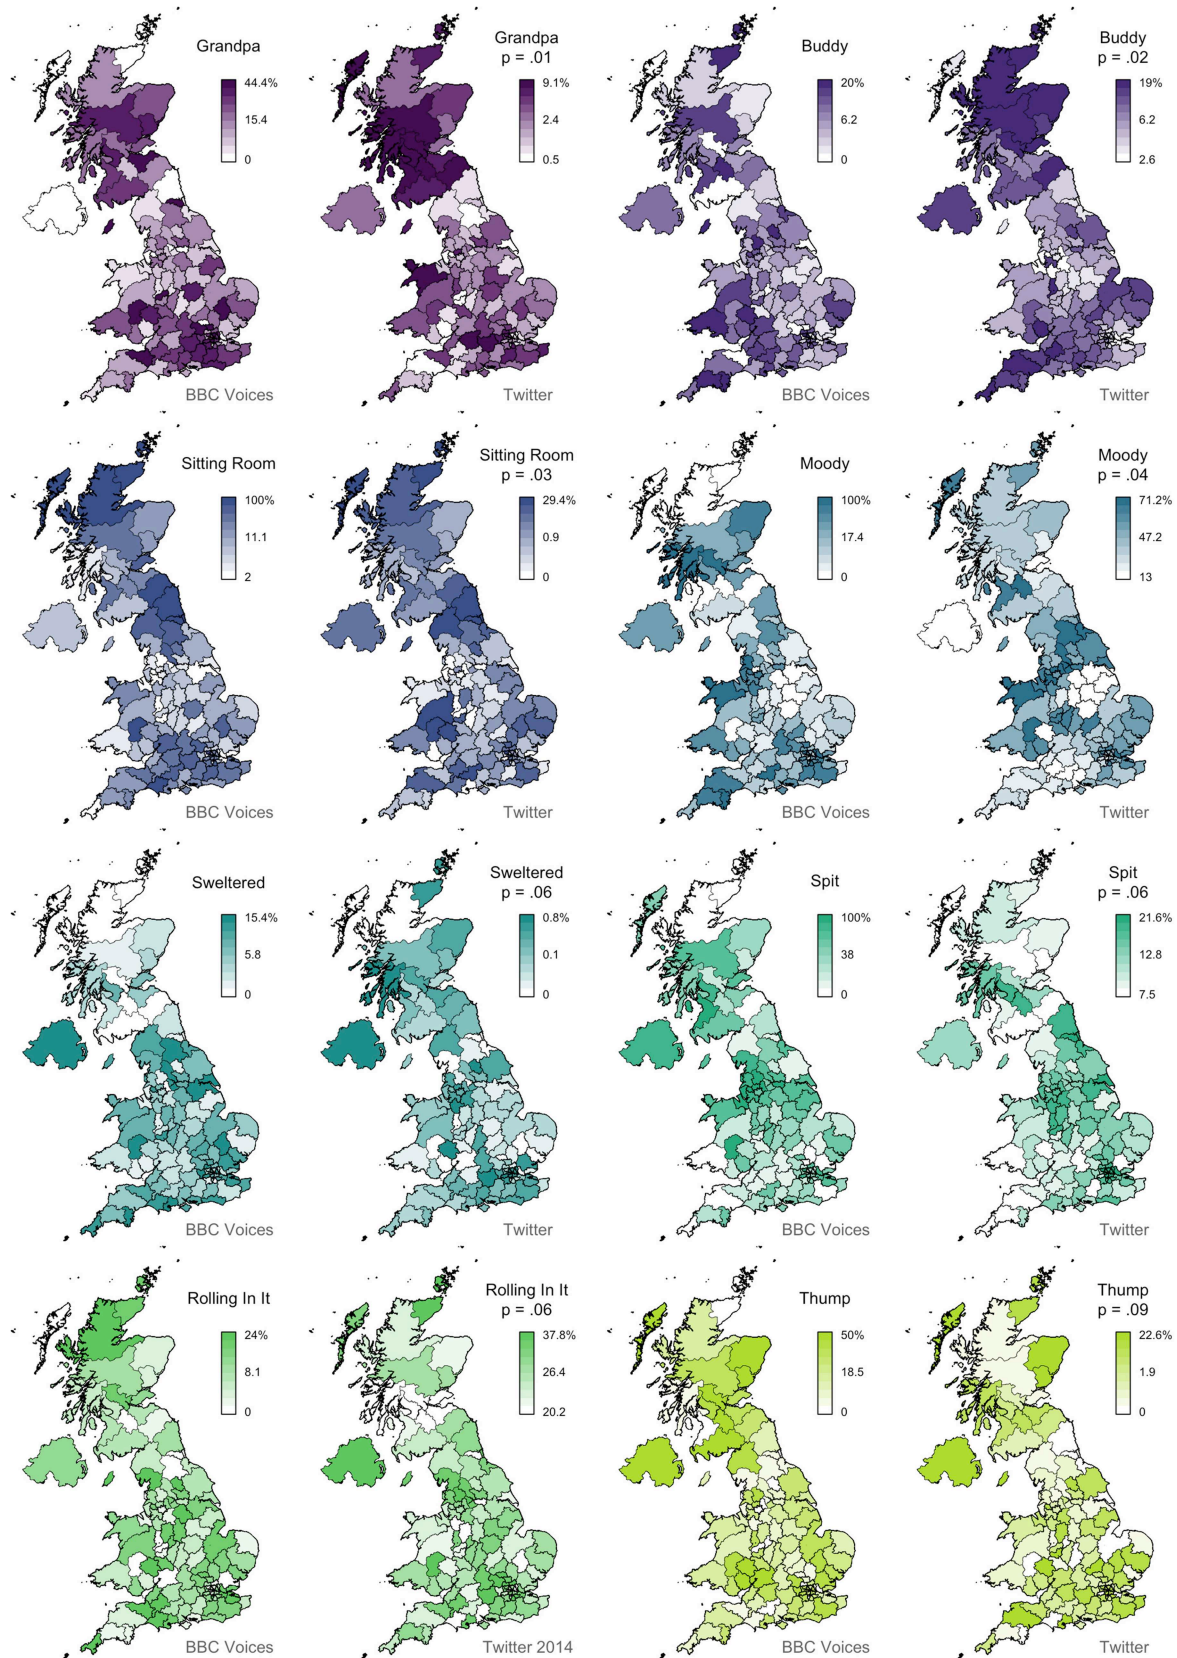 Grandpa
44.4%
15.4
0
BBC Voices
Grandpa
p = .01
9.1%
2.4
0.5
Twitter
Buddy
20%
6.2
0
BBC Voices
Buddy
p = .02
19%
6.2
2.6
Twitter
Sitting Room
100%
11.1
2
BBC Voices
Sitting Room
p = .03
29.4%
0.9
0
Twitter
Moody
100%
17.4
0
BBC Voices
Moody
p = .04
71.2%
47.2
13
Twitter
Sweltered
15.4%
5.8
0
BBC Voices
Sweltered
p = .06
0.8%
0.1
0
Twitter
Spit
100%
38
0
BBC Voices
Spit
p = .06
21.6%
12.8
7.5
Twitter
Rolling In It
24%
8.1
0
BBC Voices
Rolling In It
p = .06
37.8%
26.4
20.2
Twitter 2014
Thump
50%
18.5
0
BBC Voices
Thump
p = .09
22.6%
1.9
0
Twitter